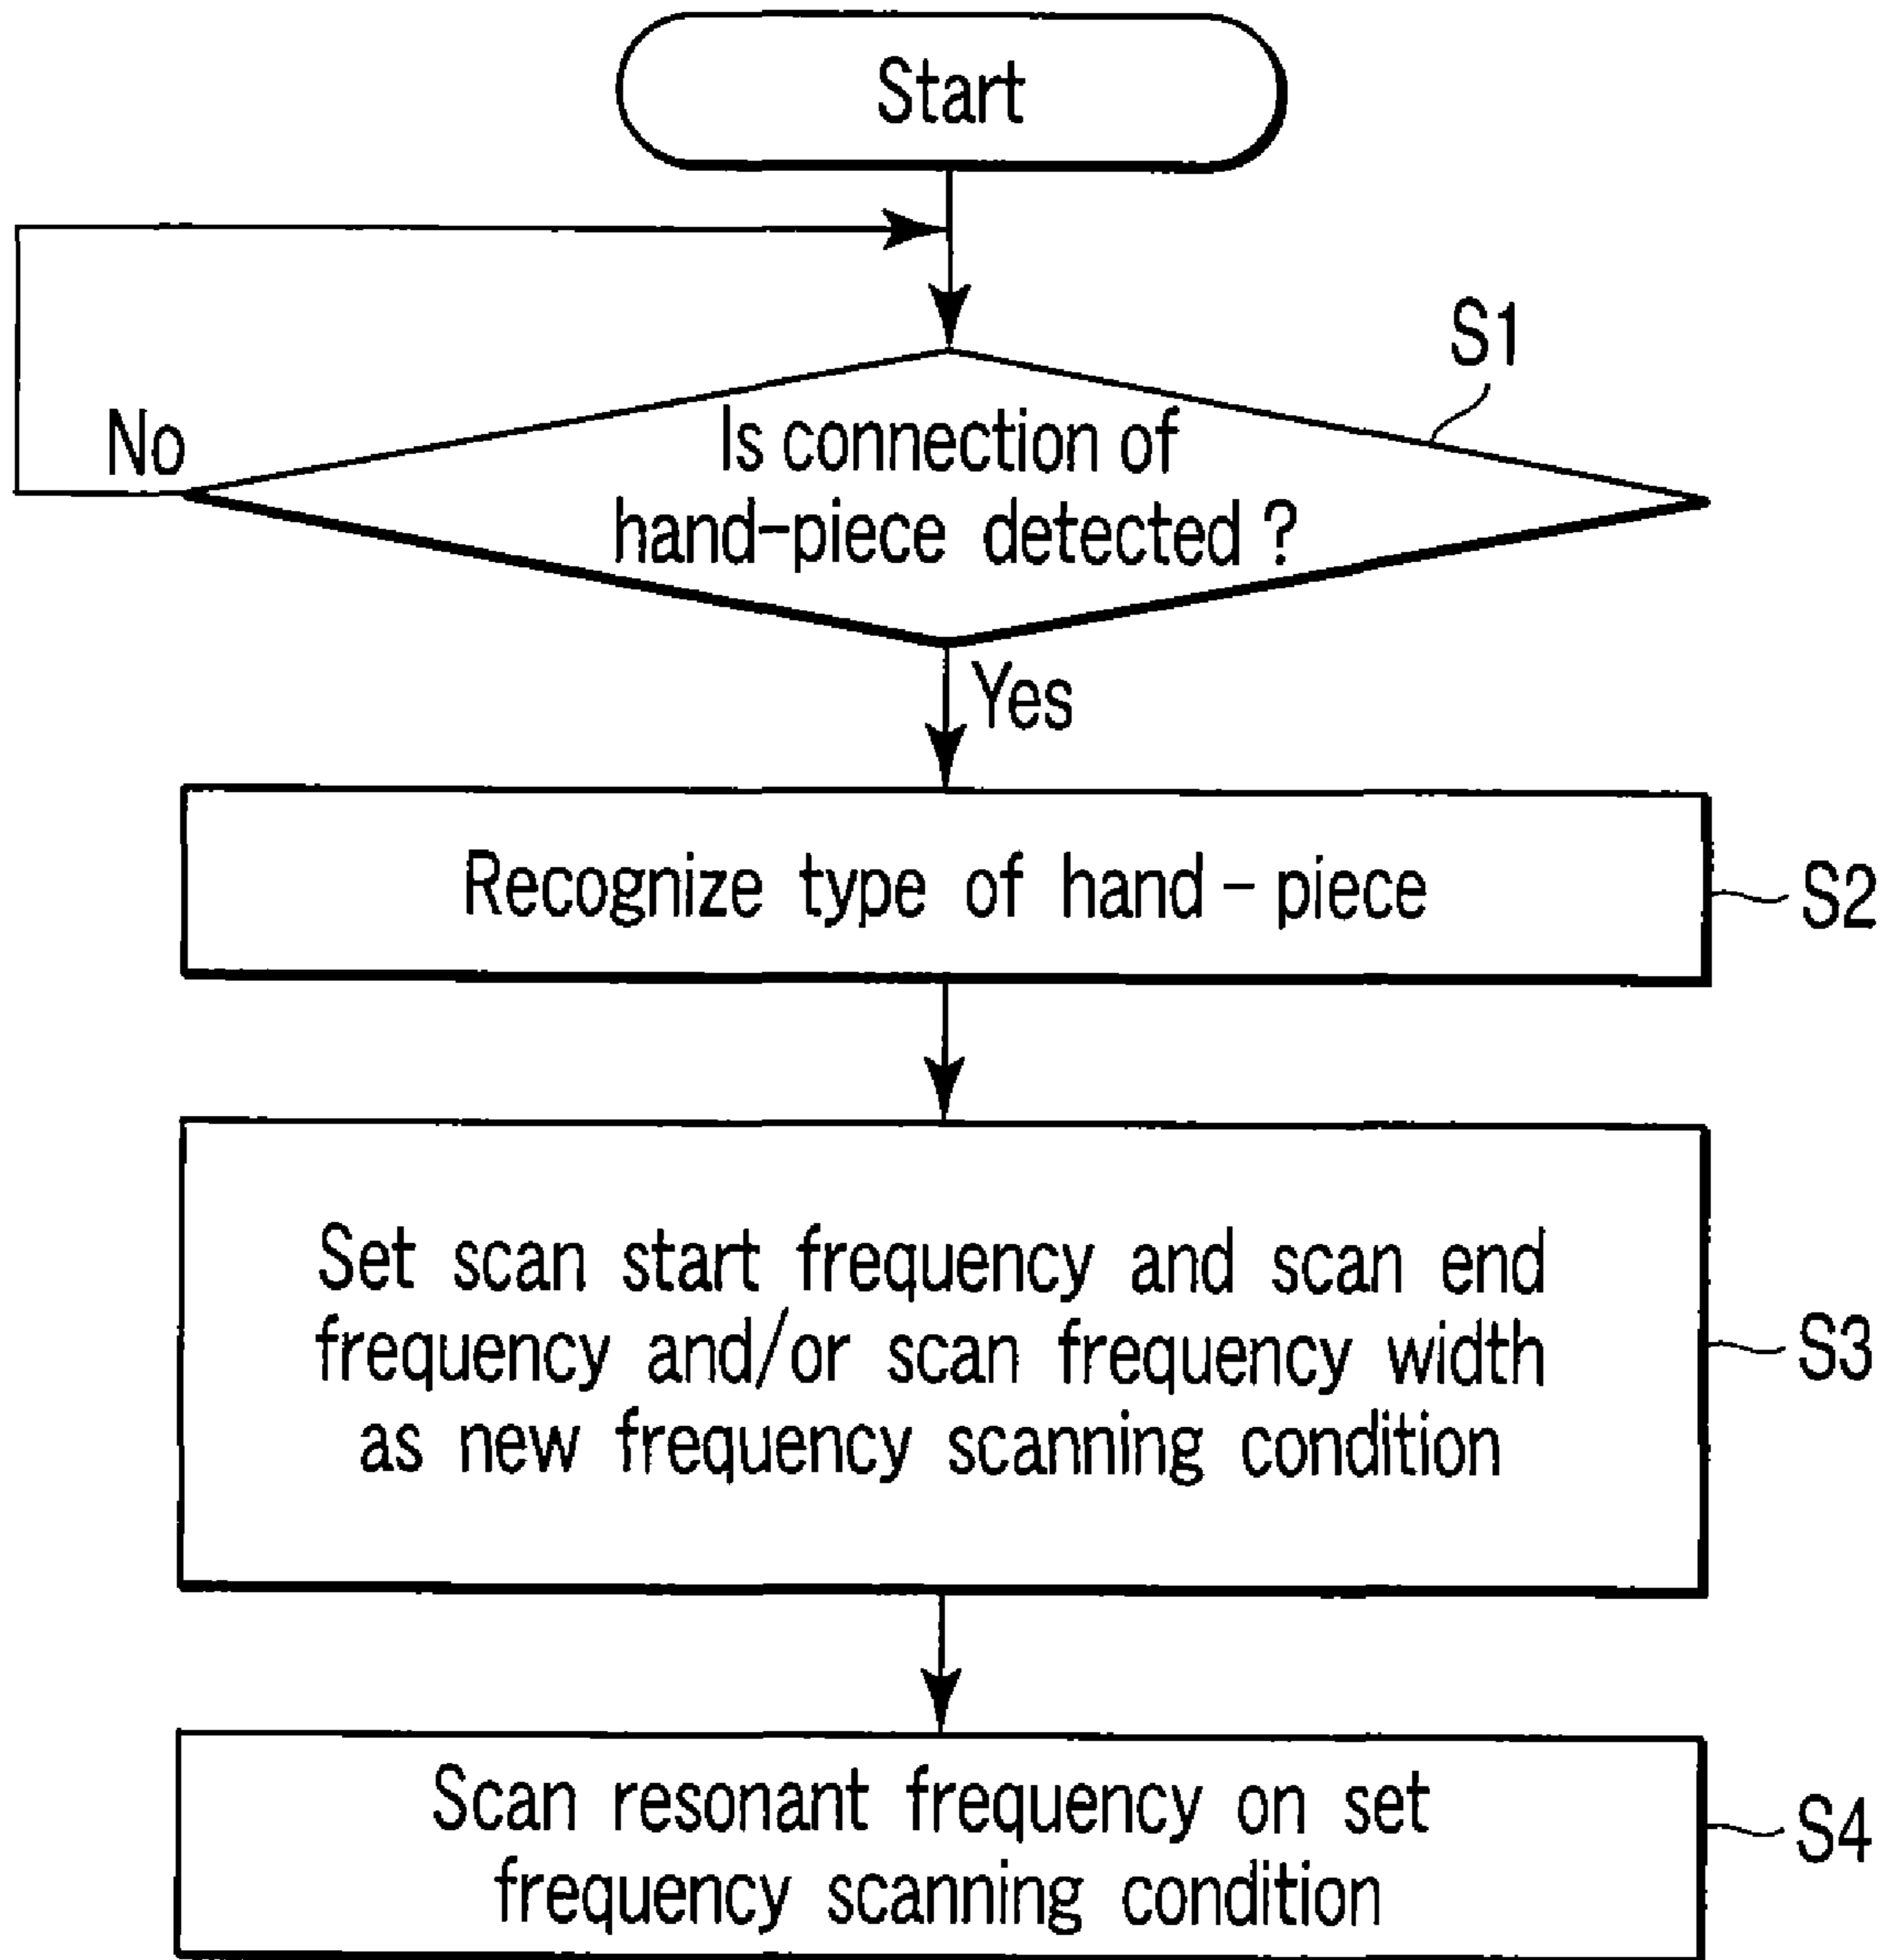 Start
S1
No
Is connection of
hand-piece detected ?
Yes
Recognize type of hand - piece
S2
Set scan start frequency and scan end
frequency and/or scan frequency width
as new frequency scanning condition
S3
Scan resonant frequency on set
frequency scanning condition
S4